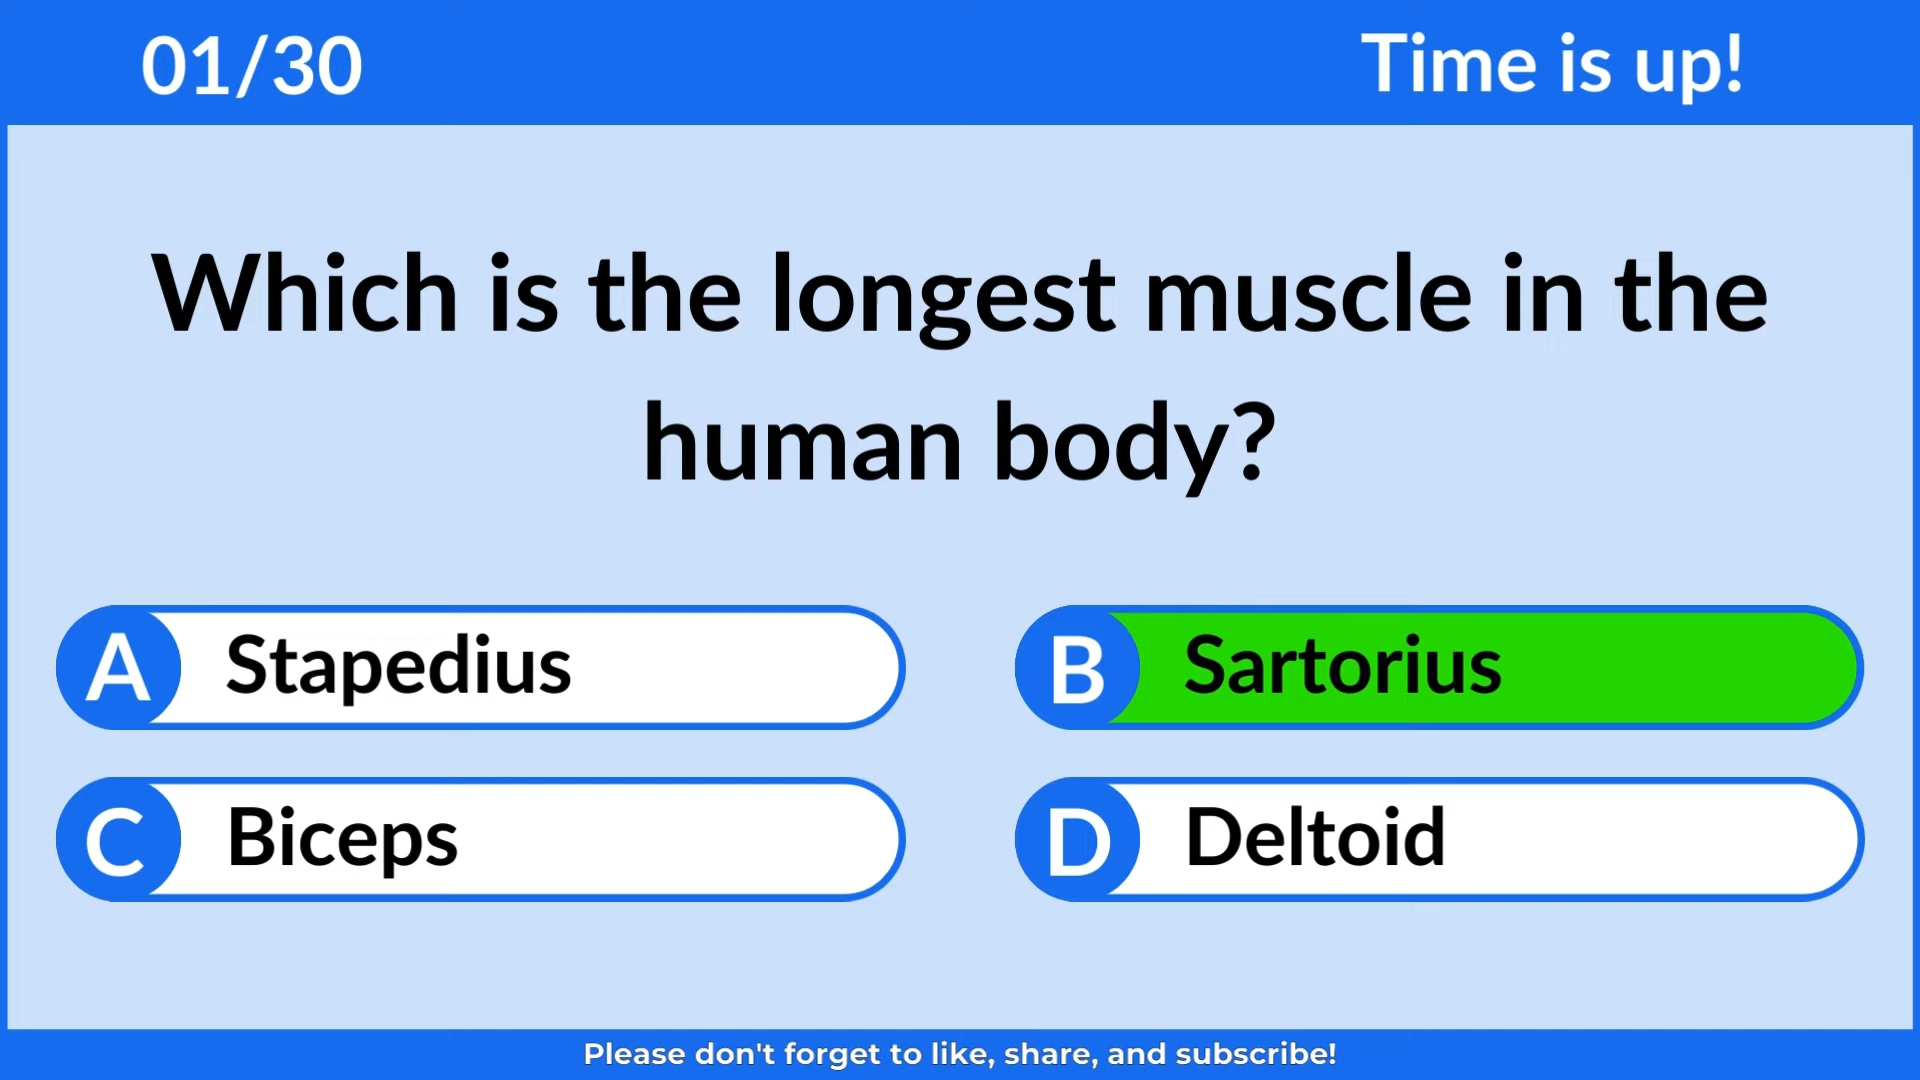 01/30
Time is up!
Which is the longest muscle in the
human body?
A Stapedius
B Sartorius
C Biceps
D Deltoid
Please don't forget to like, share, and subscribe!